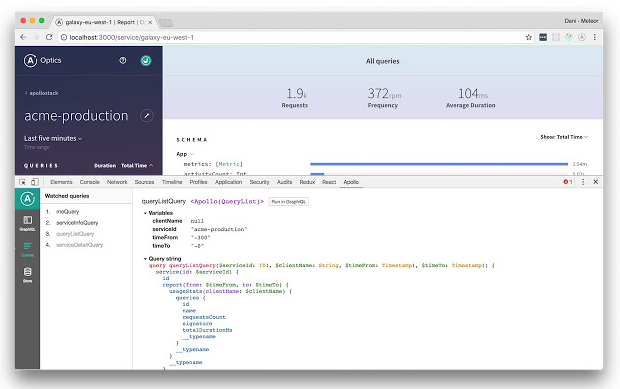 galaxy-eu-west-1 | Report | O
Dani - Meteor
localhost:3000/service/galaxy-eu-west-1
Optics
All queries
< apollostack
acme-production
1.9k
372rpm
104ms
Requests
Frequency
Average Duration
Last five minutes
Time range
SCHEMA
Show: Total Time
QUERIES Duration Total Time
App
metrics: [Metric]
1.54m
activityCount: Int
Elements Console Network Sources Timeline Profiles Application Security Audits Redux React Apollo
1
Watched queries
queryListQuery <Apollo(QueryList)> Run in GraphiQL
1. meQuery
2. serviceInfoQuery
3. queryListQuery
4. serviceDetailQuery
GraphiQL
Queries
Store
Variables
clientName null
serviceId "acme-production"
timeFrom "-300"
timeTo "-0"
Query string
query queryListQuery($serviceId: ID!, $clientName: String, $timeFrom: Timestamp!, $timeTo: Timestamp!) {
service(id: $serviceId) {
id
report(from: $timeFrom, to: $timeTo) {
usageStats(clientName: $clientName) {
queries {
id
name
requestsCount
signature
totalDurationMs
__typename
}
__typename
}
__typename
}